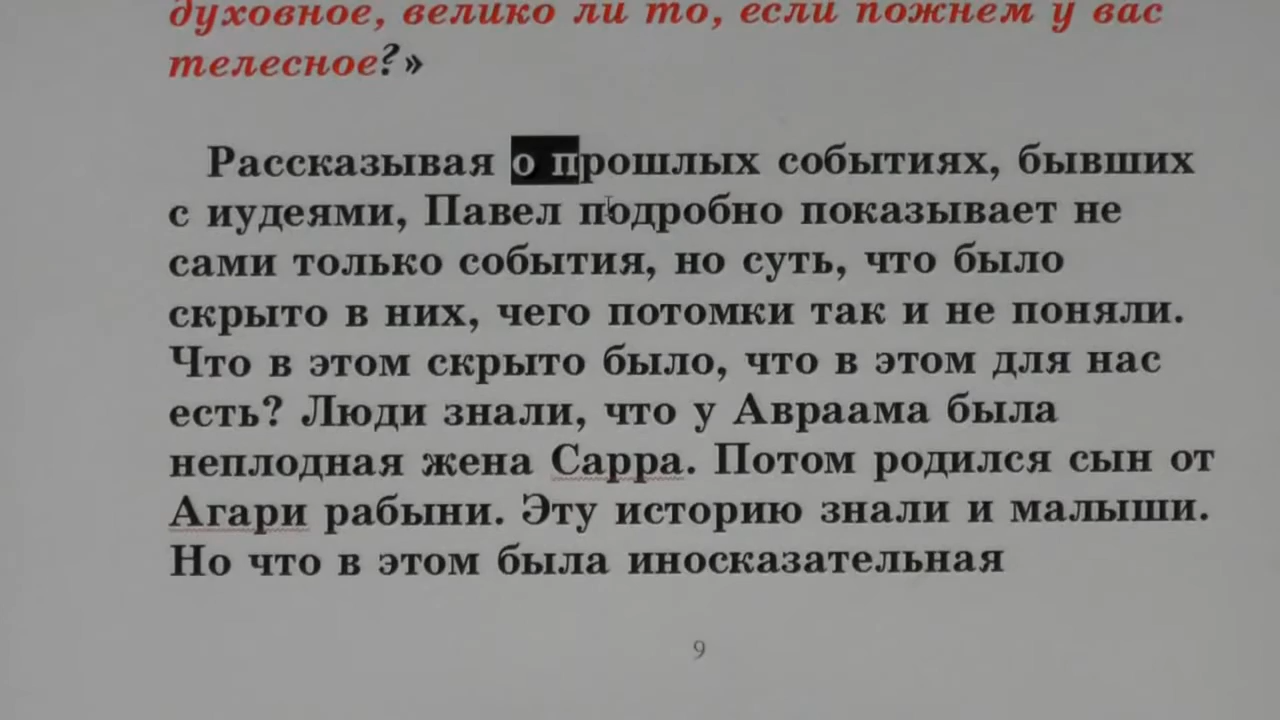 духовное, велико ли то, если пожнем у вас
телесное?»
Рассказывая о прошлых событиях, бывших
с иудеями, Павел подробно показывает не
сами только события, но суть, что было
скрыто в них, чего потомки так и не поняли.
Что в этом скрыто было, что в этом для нас
есть? Люди знали, что у Авраама была
неплодная жена Сарра. Потом родился сын от
Агари рабыни. Эту историю знали и малыши.
Но что в этом была иносказательная
9